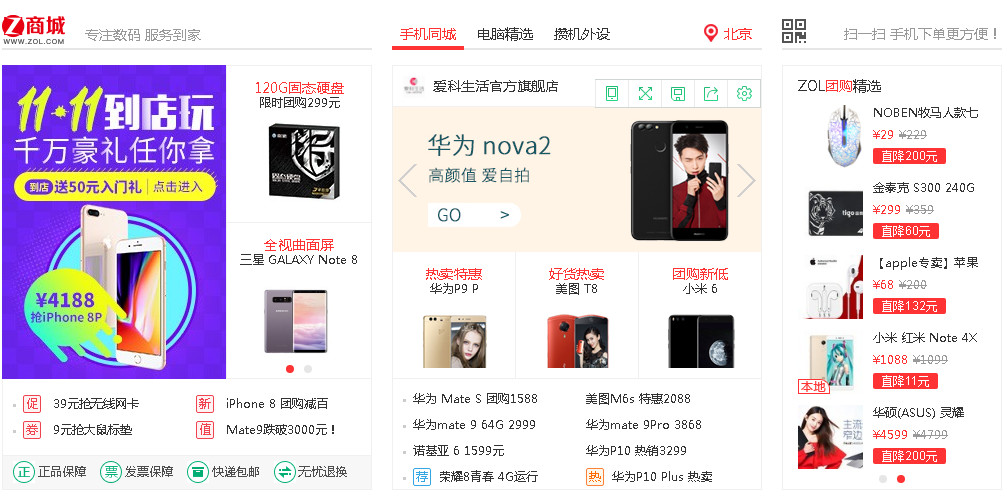 Z商城
WWW.ZOL.COM
专注数码 服务到家
11·11到店玩
千万豪礼任你拿
到店送50元入门礼 | 点击进入
¥4188
抢iPhone 8P
120G固态硬盘
限时团购299元
固态硬盘
全视曲面屏
三星 GALAXY Note 8
促 39元抢无线网卡
新 iPhone 8 团购减百
券 9元抢大鼠标垫
值 Mate9跌破3000元！
正 正品保障
票 发票保障
快递包邮
无忧退换
手机同城 电脑精选 攒机外设
北京
爱科生活官方旗舰店
华为 nova2
高颜值 爱自拍
GO >
热卖特惠
华为P9 P
好货热卖
美图 T8
团购新低
小米 6
华为 Mate S 团购1588
美图M6s 特惠2088
华为mate 9 64G 2999
华为mate 9Pro 3868
诺基亚 6 1599元
华为P10 热销3299
荐 荣耀8青春 4G运行
热 华为P10 Plus 热卖
扫一扫 手机下单更方便！
ZOL团购精选
NOBEN牧马人款七
¥29 ¥229
直降200元
金泰克 S300 240G
¥299 ¥359
直降60元
tigo
【apple专卖】苹果
¥68 ¥200
直降132元
小米 红米 Note 4X
¥1088 ¥1099
直降11元
本地
华硕(ASUS) 灵耀
¥4599 ¥4799
直降200元
主流
窄边